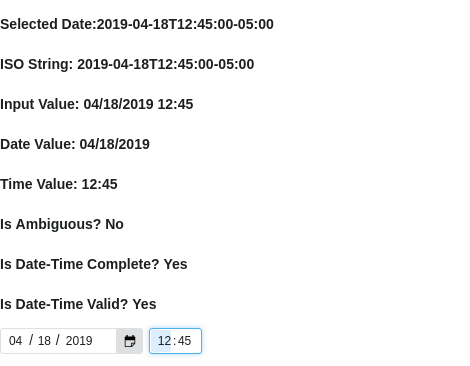 Selected Date:2019-04-18T12:45:00-05:00
ISO String: 2019-04-18T12:45:00-05:00
Input Value: 04/18/2019 12:45
Date Value: 04/18/2019
Time Value: 12:45
Is Ambiguous? No
Is Date-Time Complete? Yes
Is Date-Time Valid? Yes
04 / 18 / 2019 12:45